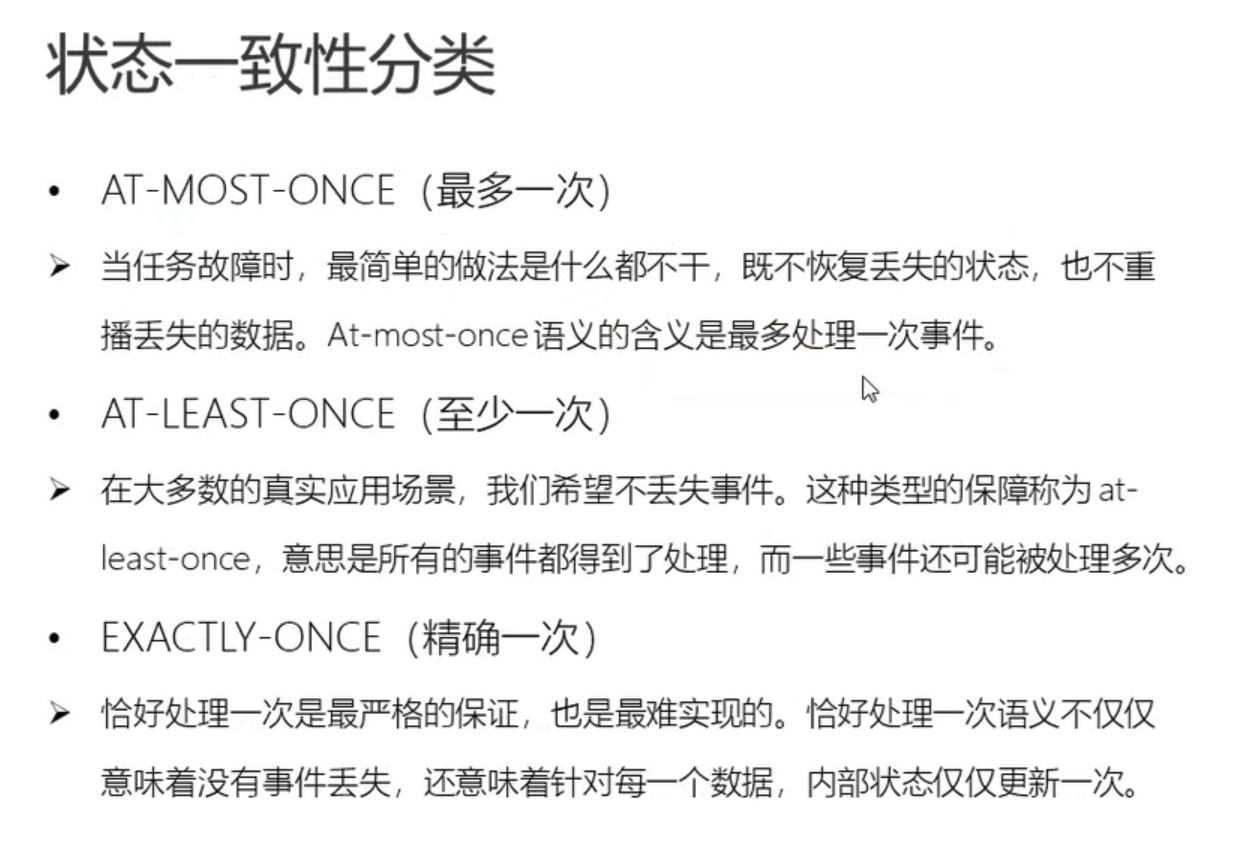 状态一致性分类
• AT-MOST-ONCE（最多一次）
➢ 当任务故障时，最简单的做法是什么都不干，既不恢复丢失的状态，也不重
播丢失的数据。At-most-once 语义的含义是最多处理一次事件。
• AT-LEAST-ONCE（至少一次）
➢ 在大多数的真实应用场景，我们希望不丢失事件。这种类型的保障称为 at-
least-once，意思是所有的事件都得到了处理，而一些事件还可能被处理多次。
• EXACTLY-ONCE（精确一次）
➢ 恰好处理一次是最严格的保证，也是最难实现的。恰好处理一次语义不仅仅
意味着没有事件丢失，还意味着针对每一个数据，内部状态仅仅更新一次。